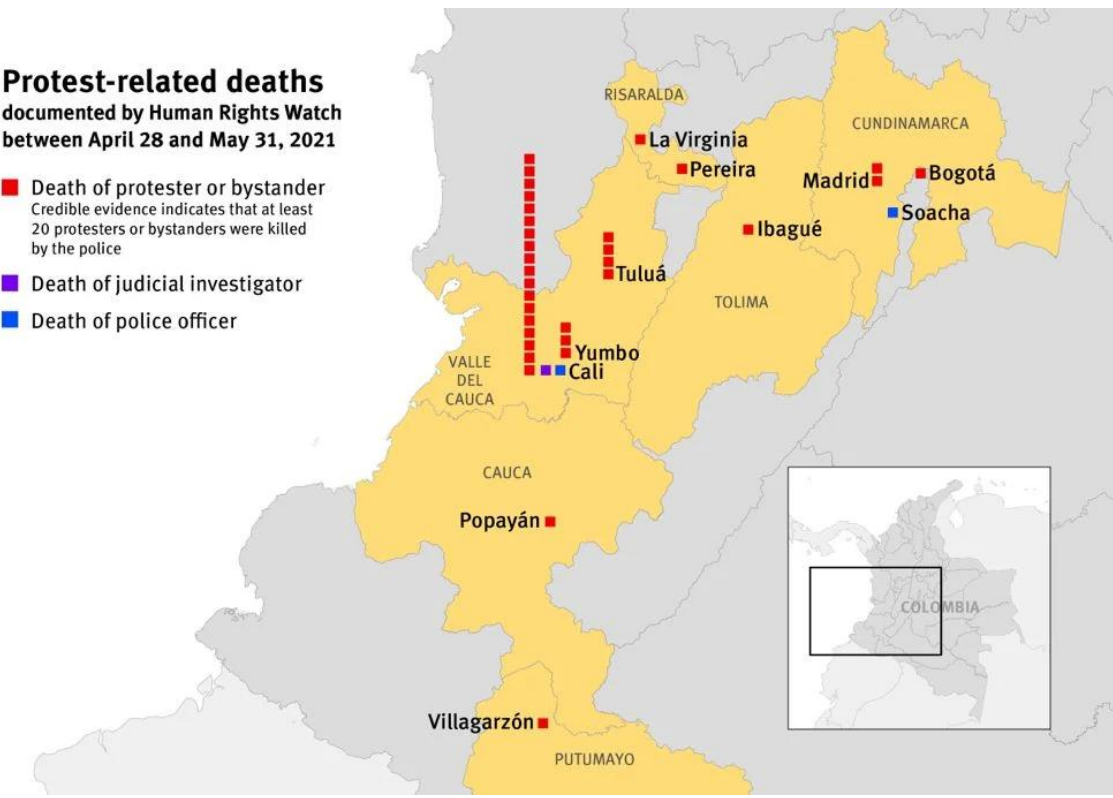 Protest-related deaths
documented by Human Rights Watch
between April 28 and May 31, 2021
Death of protester or bystander
Credible evidence indicates that at least
20 protesters or bystanders were killed
by the police
Death of judicial investigator
Death of police officer
RISARALDA
La Virginia
Pereira
CUNDINAMARCA
Madrid
Bogotá
Soacha
Ibagué
Tuluá
TOLIMA
Yumbo
Cali
VALLE
DEL
CAUCA
CAUCA
Popayán
COLOMBIA
Villagarzón
PUTUMAYO